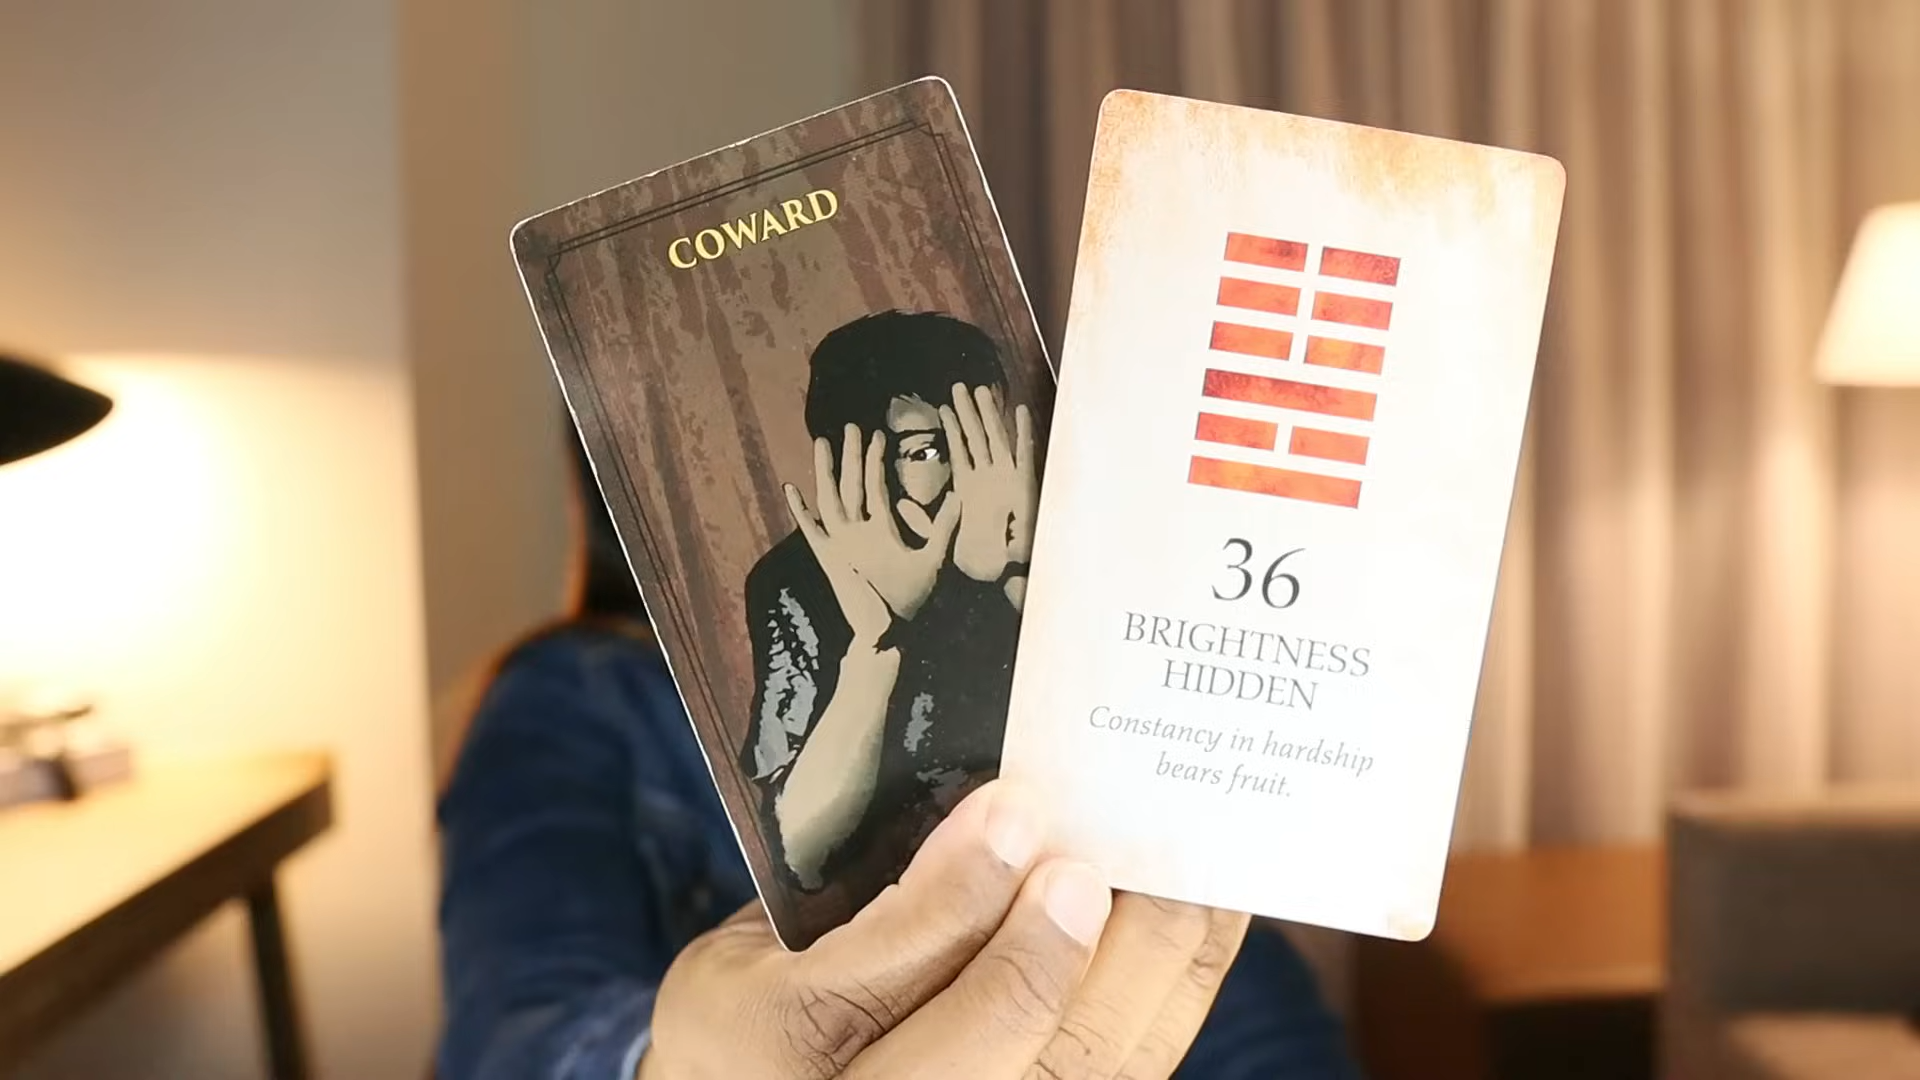 COWARD
36
BRIGHTNESS
HIDDEN
Constancy in hardship
bears fruit.